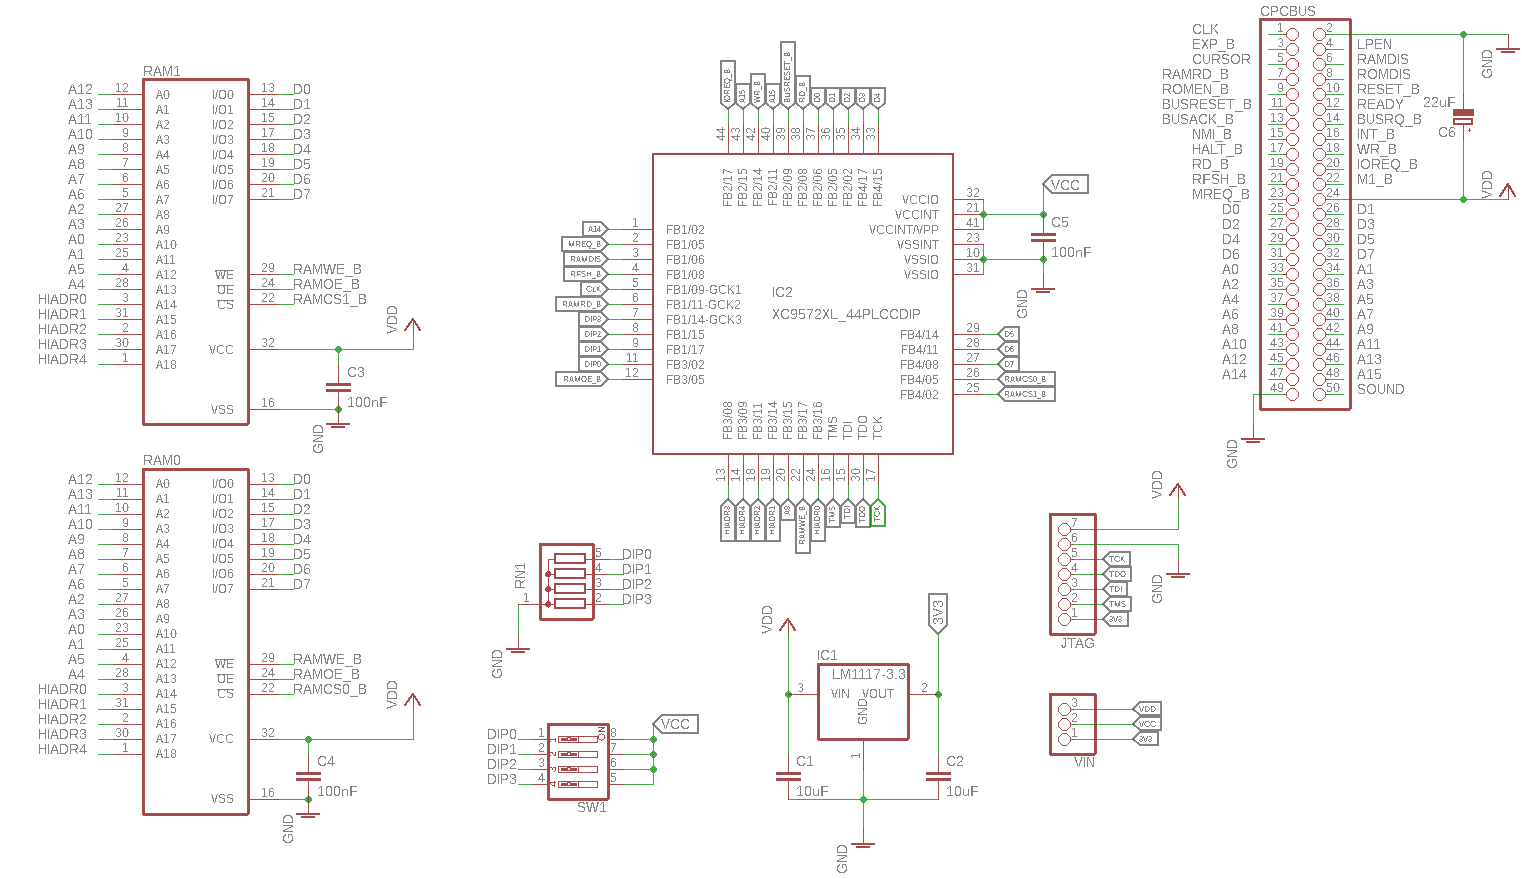 RAM1
A12 12 A0 I/O0 13 D0
A13 11 A1 I/O1 14 D1
A11 10 A2 I/O2 15 D2
A10 9 A3 I/O3 17 D3
A9 8 A4 I/O4 18 D4
A8 7 A5 I/O5 19 D5
A7 6 A6 I/O6 20 D6
A6 5 A7 I/O7 21 D7
A2 27 A8
A3 26 A9
A0 23 A10
A1 25 A11
A5 4 A12 WE 29 RAMWE_B
A4 28 A13 OE 24 RAMOE_B
HIADR0 3 A14 CS 22 RAMCS1_B
HIADR1 31 A15
HIADR2 2 A16
HIADR3 30 A17 VCC 32
HIADR4 1 A18
VDD
C3
100nF
VSS 16
GND
RAM0
A12 12 A0 I/O0 13 D0
A13 11 A1 I/O1 14 D1
A11 10 A2 I/O2 15 D2
A10 9 A3 I/O3 17 D3
A9 8 A4 I/O4 18 D4
A8 7 A5 I/O5 19 D5
A7 6 A6 I/O6 20 D6
A6 5 A7 I/O7 21 D7
A2 27 A8
A3 26 A9
A0 23 A10
A1 25 A11
A5 4 A12 WE 29 RAMWE_B
A4 28 A13 OE 24 RAMOE_B
HIADR0 3 A14 CS 22 RAMCS0_B
HIADR1 31 A15
HIADR2 2 A16
HIADR3 30 A17 VCC 32
HIADR4 1 A18
VDD
C4
100nF
VSS 16
GND
IOREQ_B 44 FB2/17
A15 43 FB2/15
WR_B 42 FB2/14
A15 40 FB2/11
BUSRESET_B 39 FB2/09
RD_B 38 FB2/08
D0 37 FB2/06
D1 36 FB2/05
D2 35 FB2/02
D3 34 FB4/17
D4 33 FB4/15
A14 1 FB1/02
MREQ_B 2 FB1/05
RAMDIS 3 FB1/06
RFSH_B 4 FB1/08
CLK 5 FB1/09-GCK1
RAMRD_B 6 FB1/11-GCK2
DIP3 7 FB1/14-GCK3
DIP2 8 FB1/15
DIP1 9 FB1/17
DIP0 11 FB3/02
RAMOE_B 12 FB3/05
IC2
XC9572XL_44PLCCDIP
VCCIO 32
VCCINT 21
VCCINT/VPP 41
VSSINT 23
VSSIO 10
VSSIO 31
VCC
C5
100nF
GND
FB4/14 29 D5
FB4/11 28 D6
FB4/08 27 D7
FB4/05 26 RAMCS0_B
FB4/02 25 RAMCS1_B
FB3/08 13 HIADR3
FB3/09 14 HIADR4
FB3/11 18 HIADR2
FB3/14 19 HIADR1
FB3/15 20 A8
FB3/17 22 RAMWE_B
FB3/16 24 HIADR0
TMS 16 TMS
TDI 15 TDI
TDO 30 TDO
TCK 17 TCK
RN1
5 DIP0
4 DIP1
3 DIP2
1 2 DIP3
GND
DIP0 1 1 ON 8
DIP1 2 2 7
DIP2 3 3 6
DIP3 4 4 5
SW1
VCC
VDD
3V3
IC1
LM1117-3.3
3 VIN VOUT 2
GND
1
C1
10uF
C2
10uF
GND
CPCBUS
CLK 1 2
EXP_B 3 4 LPEN
CURSOR 5 6 RAMDIS
RAMRD_B 7 8 ROMDIS
ROMEN_B 9 10 RESET_B
BUSRESET_B 11 12 READY
BUSACK_B 13 14 BUSRQ_B
NMI_B 15 16 INT_B
HALT_B 17 18 WR_B
RD_B 19 20 IOREQ_B
RFSH_B 21 22 M1_B
MREQ_B 23 24
D0 25 26 D1
D2 27 28 D3
D4 29 30 D5
D6 31 32 D7
A0 33 34 A1
A2 35 36 A3
A4 37 38 A5
A6 39 40 A7
A8 41 42 A9
A10 43 44 A11
A12 45 46 A13
A14 47 48 A15
49 50 SOUND
GND
GND
22uF
C6
VDD
VDD
7
6
5 TCK
4 TDO
3 TDI
2 TMS
1 3V3
JTAG
GND
3 VDD
2 VCC
1 3V3
VIN